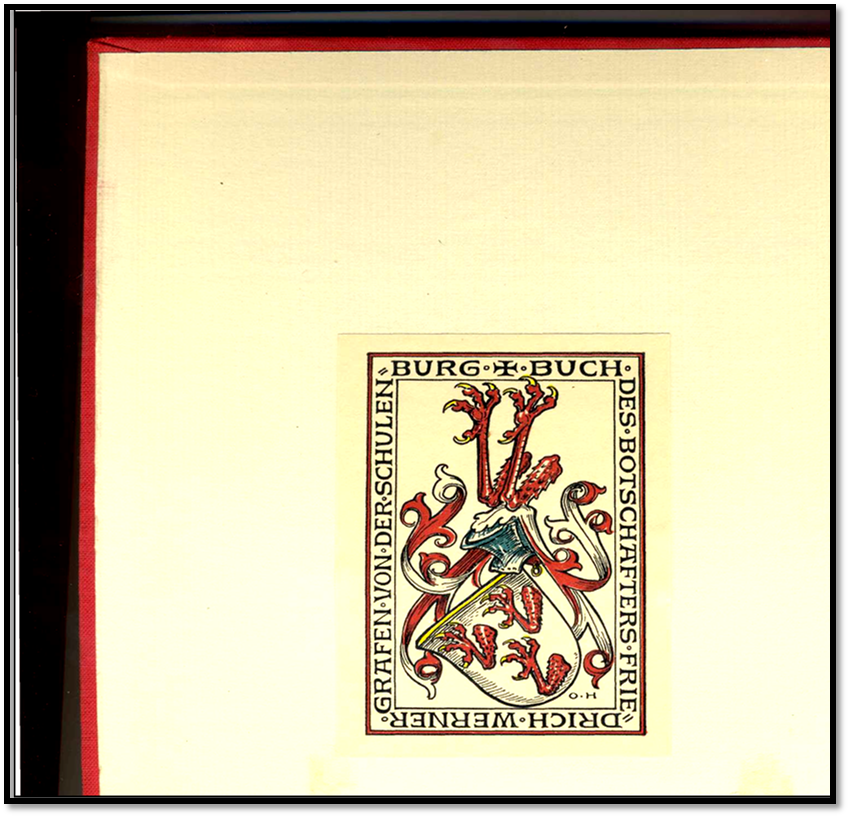 BURG·✠·BUCH·
DES·BOTSCHAFTERS·FRIE=
DRICH·WERNER·
GRAFEN·VON·DER·SCHULEN=
O·H